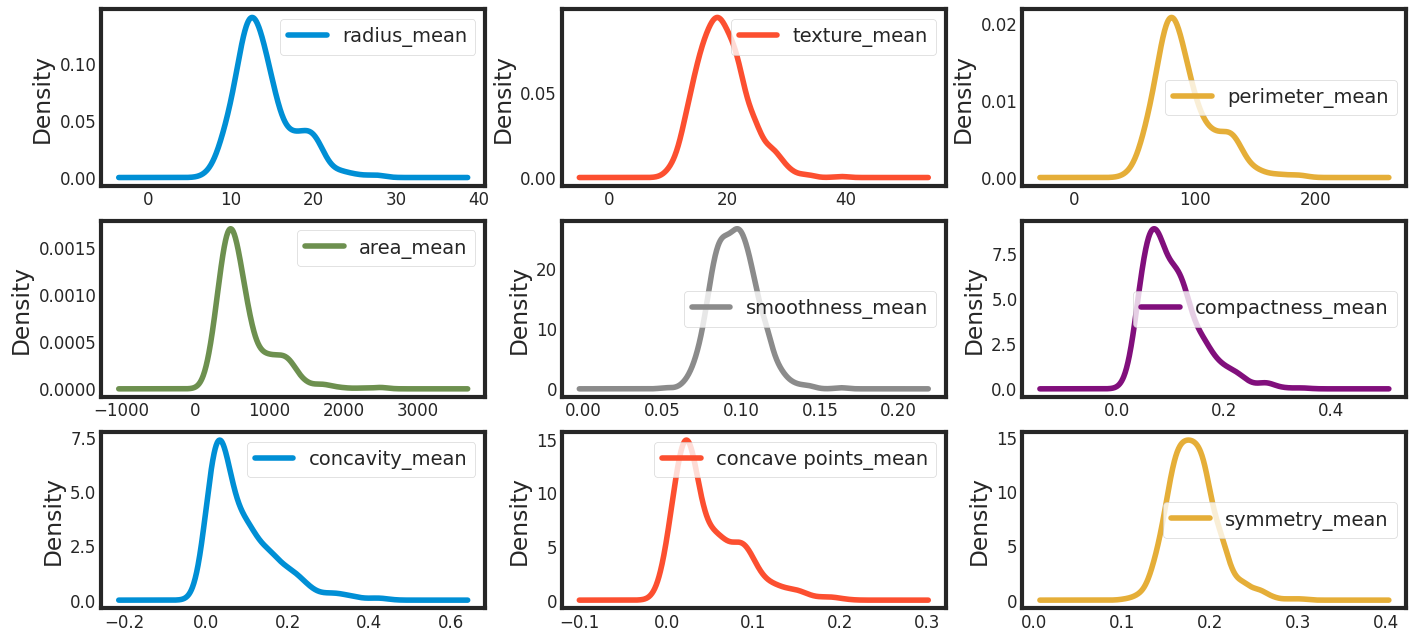 Density
0.10
0.05
0.00
radius_mean
0 10 20 30 40
Density
0.05
0.00
texture_mean
0 20 40
Density
0.02
0.01
0.00
perimeter_mean
0 100 200
Density
0.0015
0.0010
0.0005
0.0000
area_mean
−1000 0 1000 2000 3000
Density
20
10
0
smoothness_mean
0.00 0.05 0.10 0.15 0.20
Density
7.5
5.0
2.5
0.0
compactness_mean
0.0 0.2 0.4
Density
7.5
5.0
2.5
0.0
concavity_mean
−0.2 0.0 0.2 0.4 0.6
Density
15
10
5
0
concave points_mean
−0.1 0.0 0.1 0.2 0.3
Density
15
10
5
0
symmetry_mean
0.0 0.1 0.2 0.3 0.4